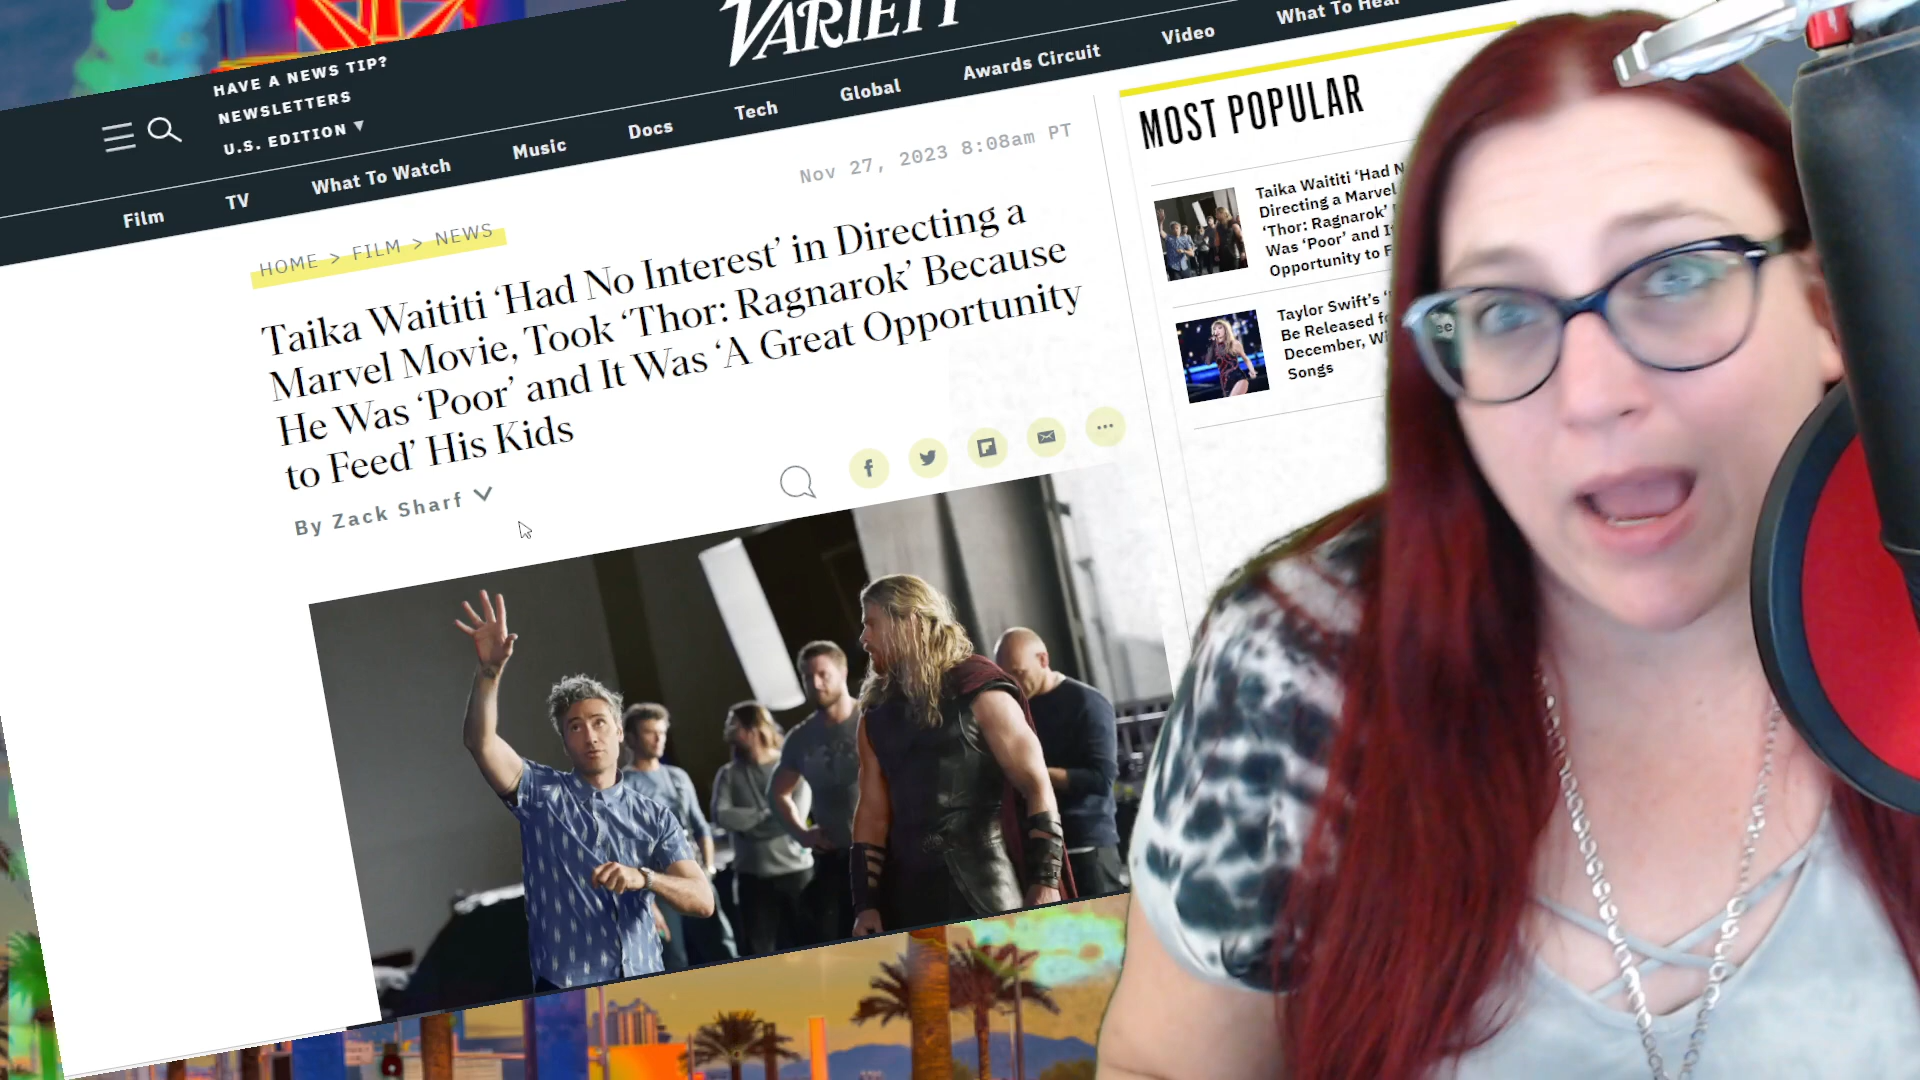 VARIETY
HAVE A NEWS TIP?
NEWSLETTERS
U.S. EDITION ▼
Film TV What To Watch Music Docs Tech Global Awards Circuit Video What To Hear
Nov 27, 2023 8:08am PT
HOME > FILM > NEWS
Taika Waititi ‘Had No Interest’ in Directing a
Marvel Movie, Took ‘Thor: Ragnarok’ Because
He Was ‘Poor’ and It Was ‘A Great Opportunity
to Feed’ His Kids
By Zack Sharf
MOST POPULAR
Taika Waititi ‘Had N
Directing a Marvel
‘Thor: Ragnarok’
Was ‘Poor’ and I
Opportunity to F
Taylor Swift’s ‘
Be Released f
December, Wi
Songs